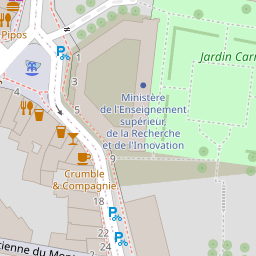 Pipos
Jardin Carr
1
3
5
4
Ministère
de l'Enseignement
supérieur,
de la Recherche
et de l'Innovation
9
Crumble
& Compagnie
18
P
22
P
24
P